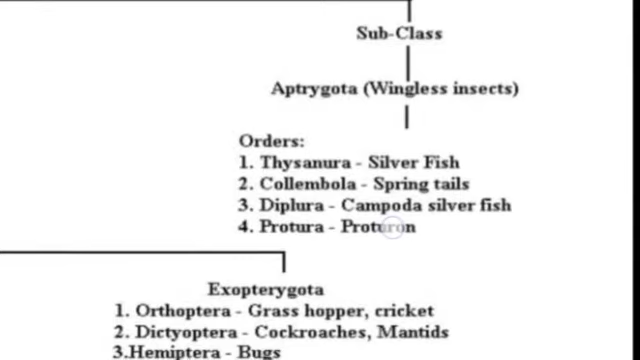 Sub-Class
Aptrygota (Wingless insects)
Orders:
1. Thysanura - Silver Fish
2. Collembola - Spring tails
3. Diplura - Campoda silver fish
4. Protura - Proturon
Exopterygota
1. Orthoptera - Grass hopper, cricket
2. Dictyoptera - Cockroaches, Mantids
3.Hemiptera - Bugs